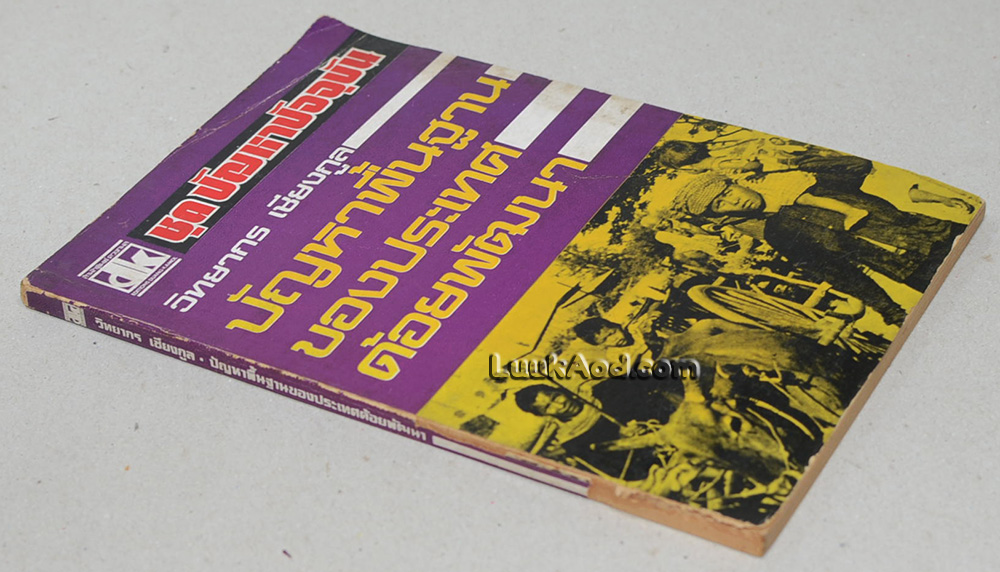 ชุดปัญหาปัจจุบัน
dK
วิทยากร เชียงกูล
ปัญหาพื้นฐาน
ของประเทศ
ด้อยพัฒนา
วิทยากร เชียงกูล • ปัญหาพื้นฐานของประเทศด้อยพัฒนา
LuukAod.com